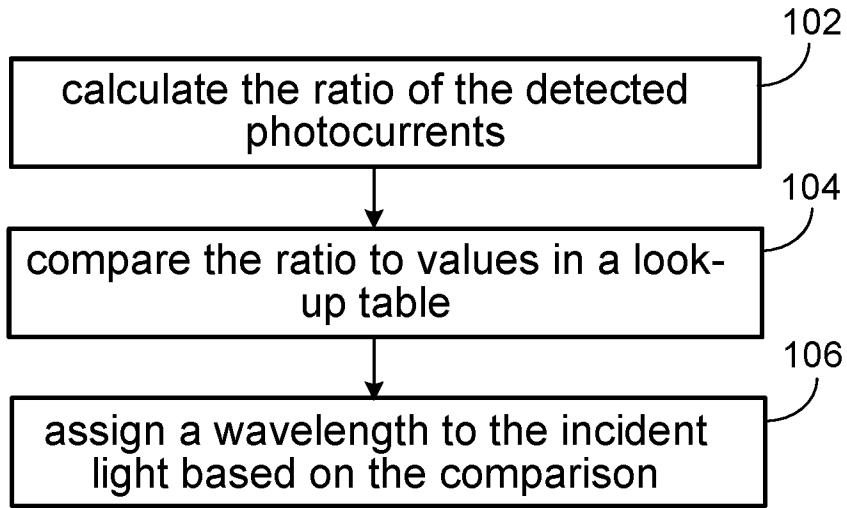 102
calculate the ratio of the detected
photocurrents
104
compare the ratio to values in a look-
up table
106
assign a wavelength to the incident
light based on the comparison